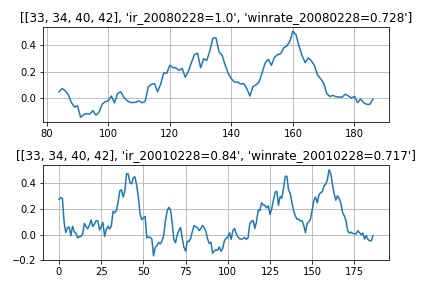 [[33, 34, 40, 42], 'ir_20080228=1.0', 'winrate_20080228=0.728']
0.4
0.2
0.0
80 100 120 140 160 180
[[33, 34, 40, 42], 'ir_20010228=0.84', 'winrate_20010228=0.717']
0.4
0.2
0.0
−0.2
0 25 50 75 100 125 150 175